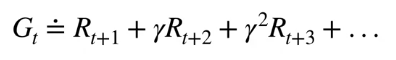 Gₜ ≐ Rₜ₊₁ + γRₜ₊₂ + γ²Rₜ₊₃ + . . .